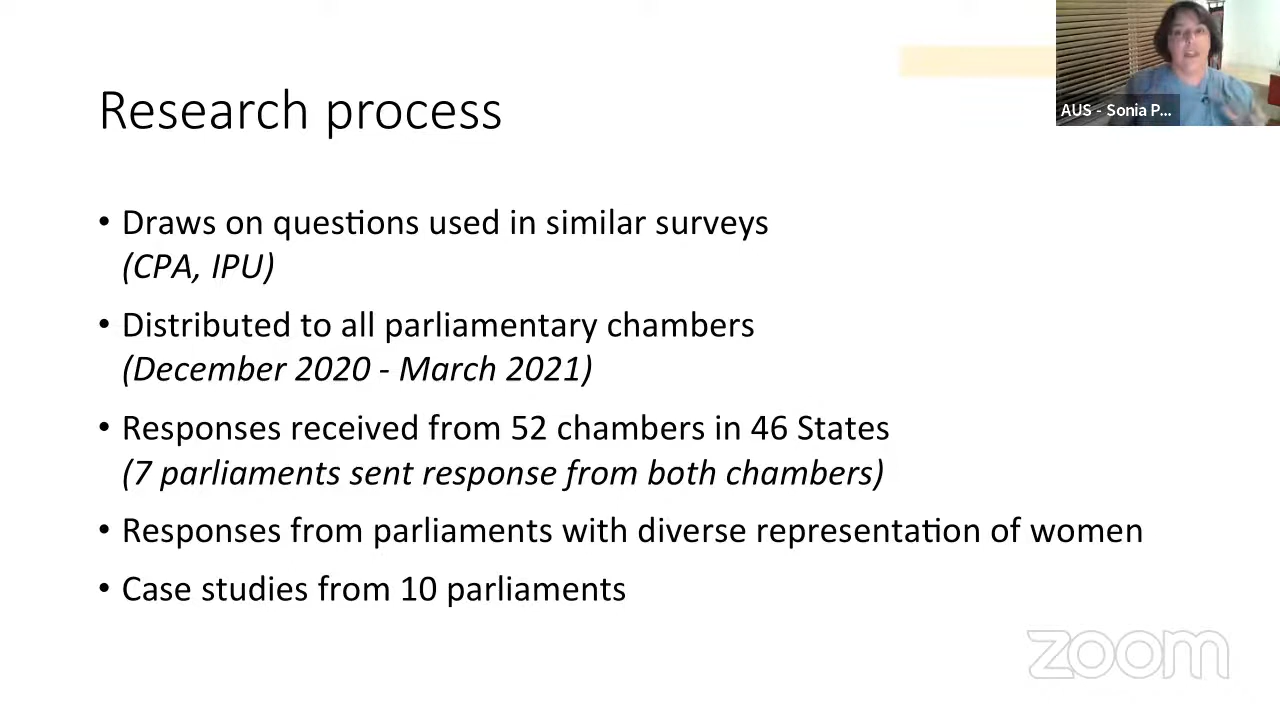 Research process
AUS - Sonia P...
• Draws on questions used in similar surveys
(CPA, IPU)
• Distributed to all parliamentary chambers
(December 2020 - March 2021)
• Responses received from 52 chambers in 46 States
(7 parliaments sent response from both chambers)
• Responses from parliaments with diverse representation of women
• Case studies from 10 parliaments
zoom